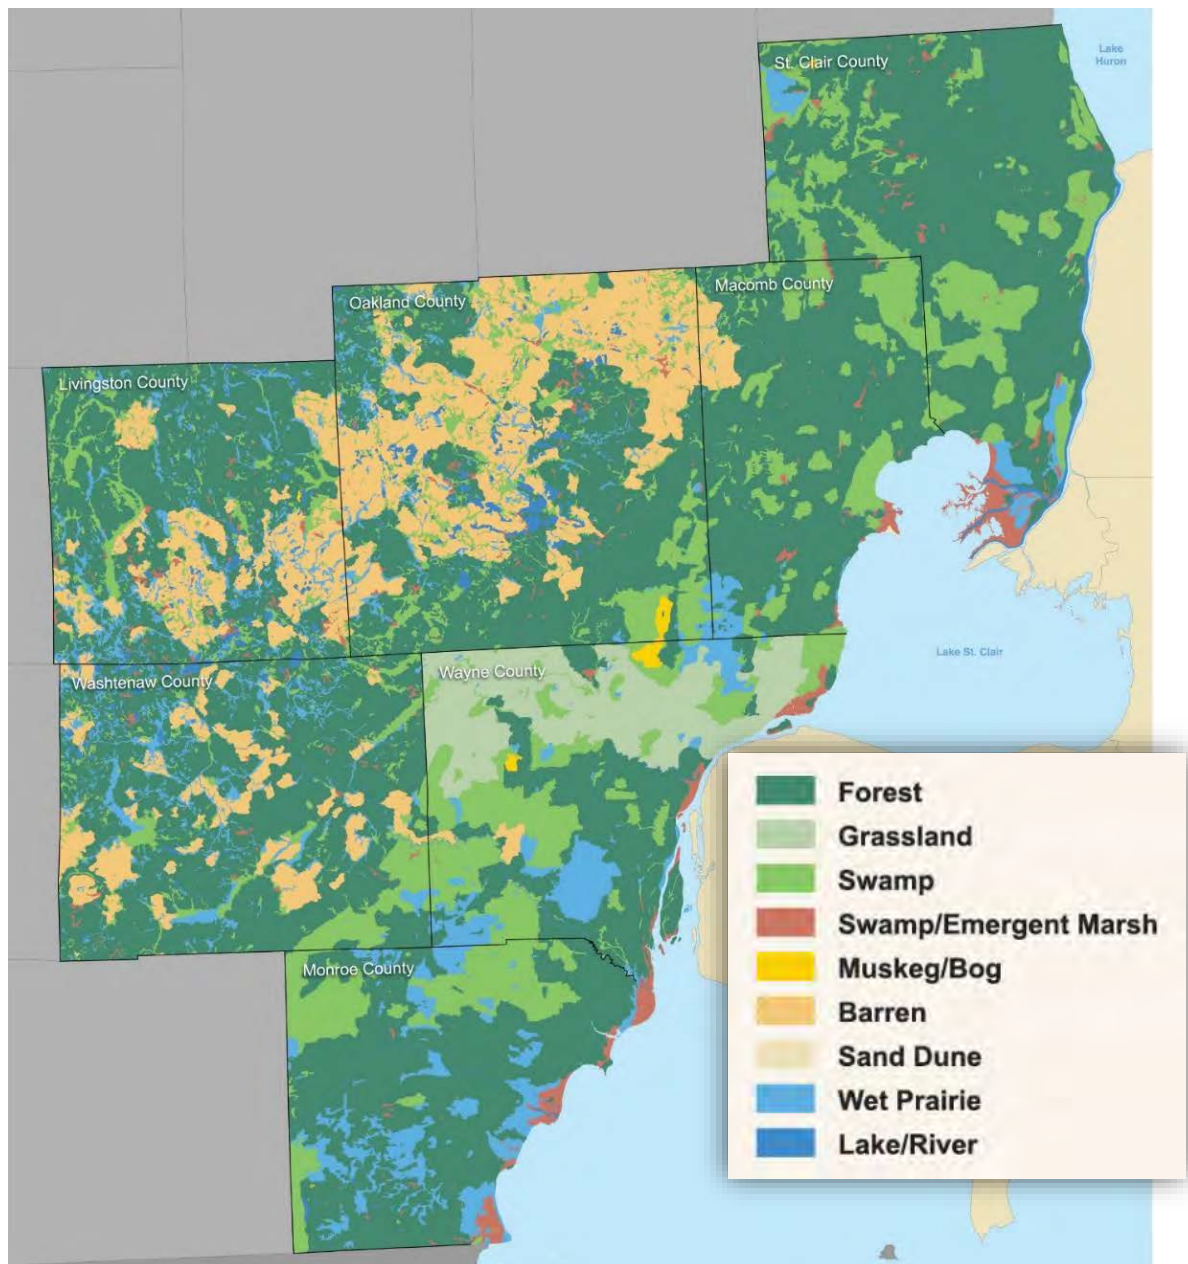 Lake
Huron
St. Clair County
Macomb County
Oakland County
Livingston County
Lake St. Clair
Wayne County
Washtenaw County
Monroe County
Forest
Grassland
Swamp
Swamp/Emergent Marsh
Muskeg/Bog
Barren
Sand Dune
Wet Prairie
Lake/River